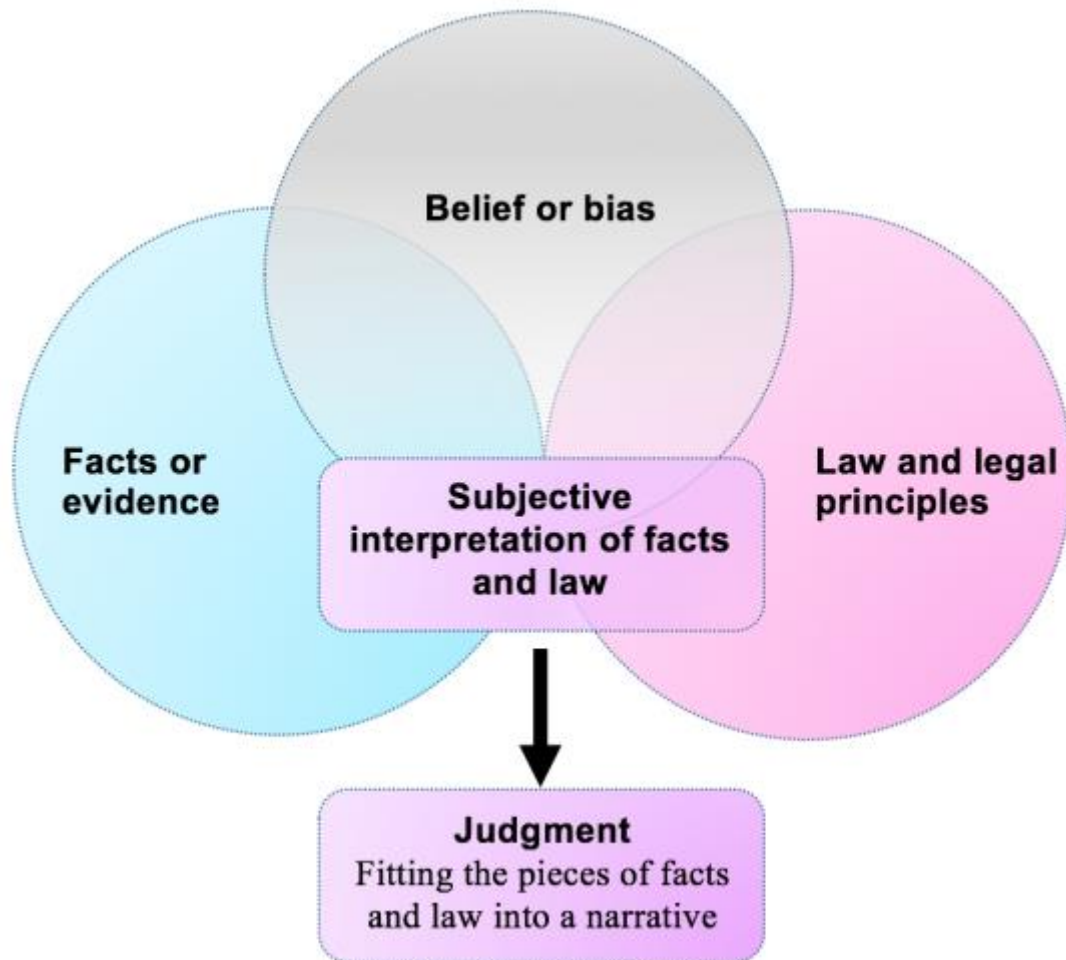 Belief or bias
Facts or
evidence
Law and legal
principles
Subjective
interpretation of facts
and law
Judgment
Fitting the pieces of facts
and law into a narrative